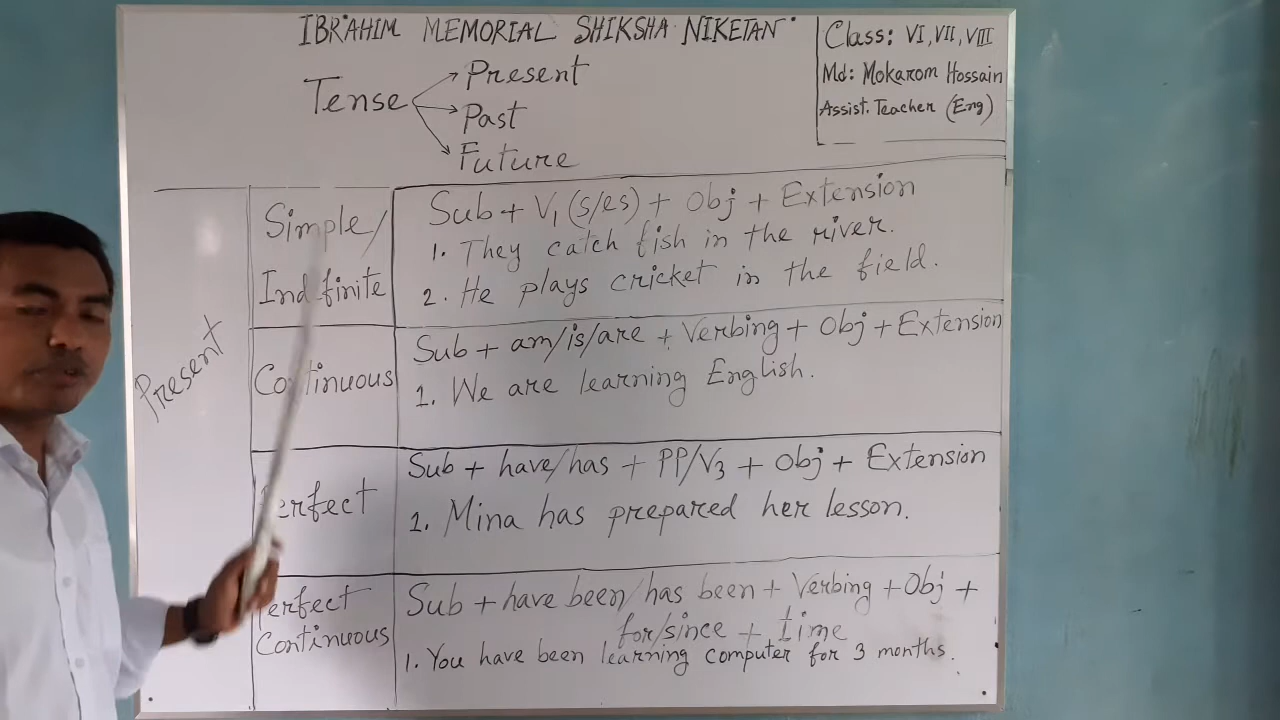 IBRAHIM MEMORIAL SHIKSHA NIKETAN
Class: VI, VII, VIII
Md: Mokarom Hossain
Assist. Teacher (Eng)
Tense
Present
Past
Future
Present
Simple/
Indifinite
Sub + V1 (s/es) + Obj + Extension
1. They catch fish in the river.
2. He plays cricket in the field.
Continuous
Sub + am/is/are + Verbing + Obj + Extension
1. We are learning English.
Perfect
Sub + have/has + PP/V3 + Obj + Extension
1. Mina has prepared her lesson.
Perfect
Continuous
Sub + have been/has been + Verbing + Obj +
for/since + time
1. You have been learning computer for 3 months.